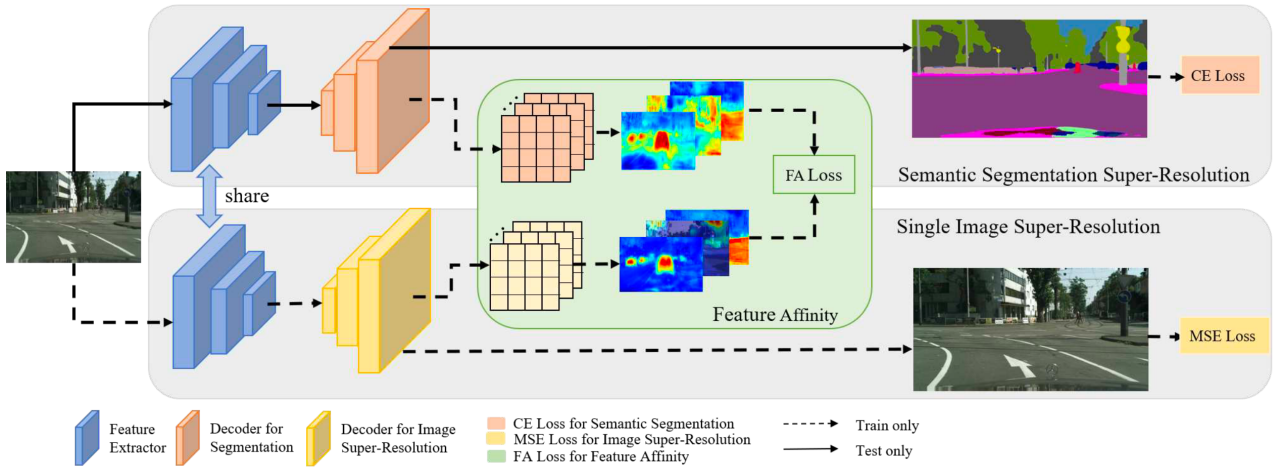 CE Loss
FA Loss
Semantic Segmentation Super-Resolution
share
Single Image Super-Resolution
Feature Affinity
MSE Loss
Feature
Extractor
Decoder for
Segmentation
Decoder for Image
Super-Resolution
CE Loss for Semantic Segmentation
MSE Loss for Image Super-Resolution
FA Loss for Feature Affinity
Train only
Test only